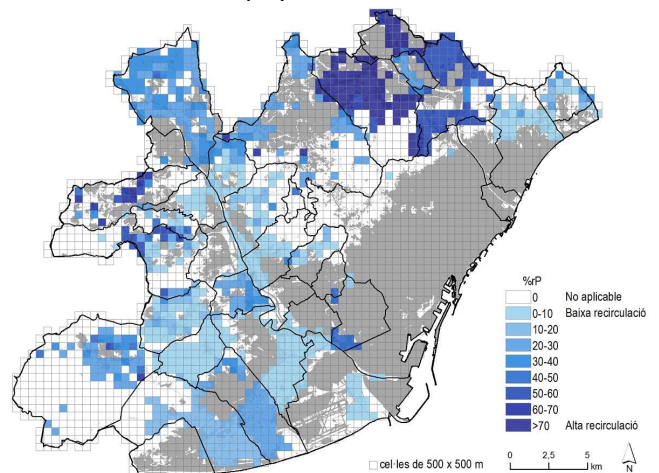 %rP
0 No aplicable
0-10 Baixa recirculació
10-20
20-30
30-40
40-50
50-60
60-70
>70 Alta recirculació
cel·les de 500 x 500 m
0 2,5 5
km
N